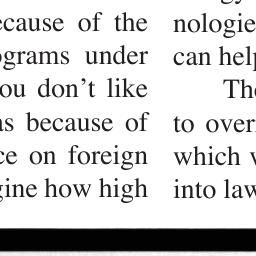 because of the
programs under
you don't like
as because of
ce on foreign
gine how high
nologie
can help
The
to over
which w
into law